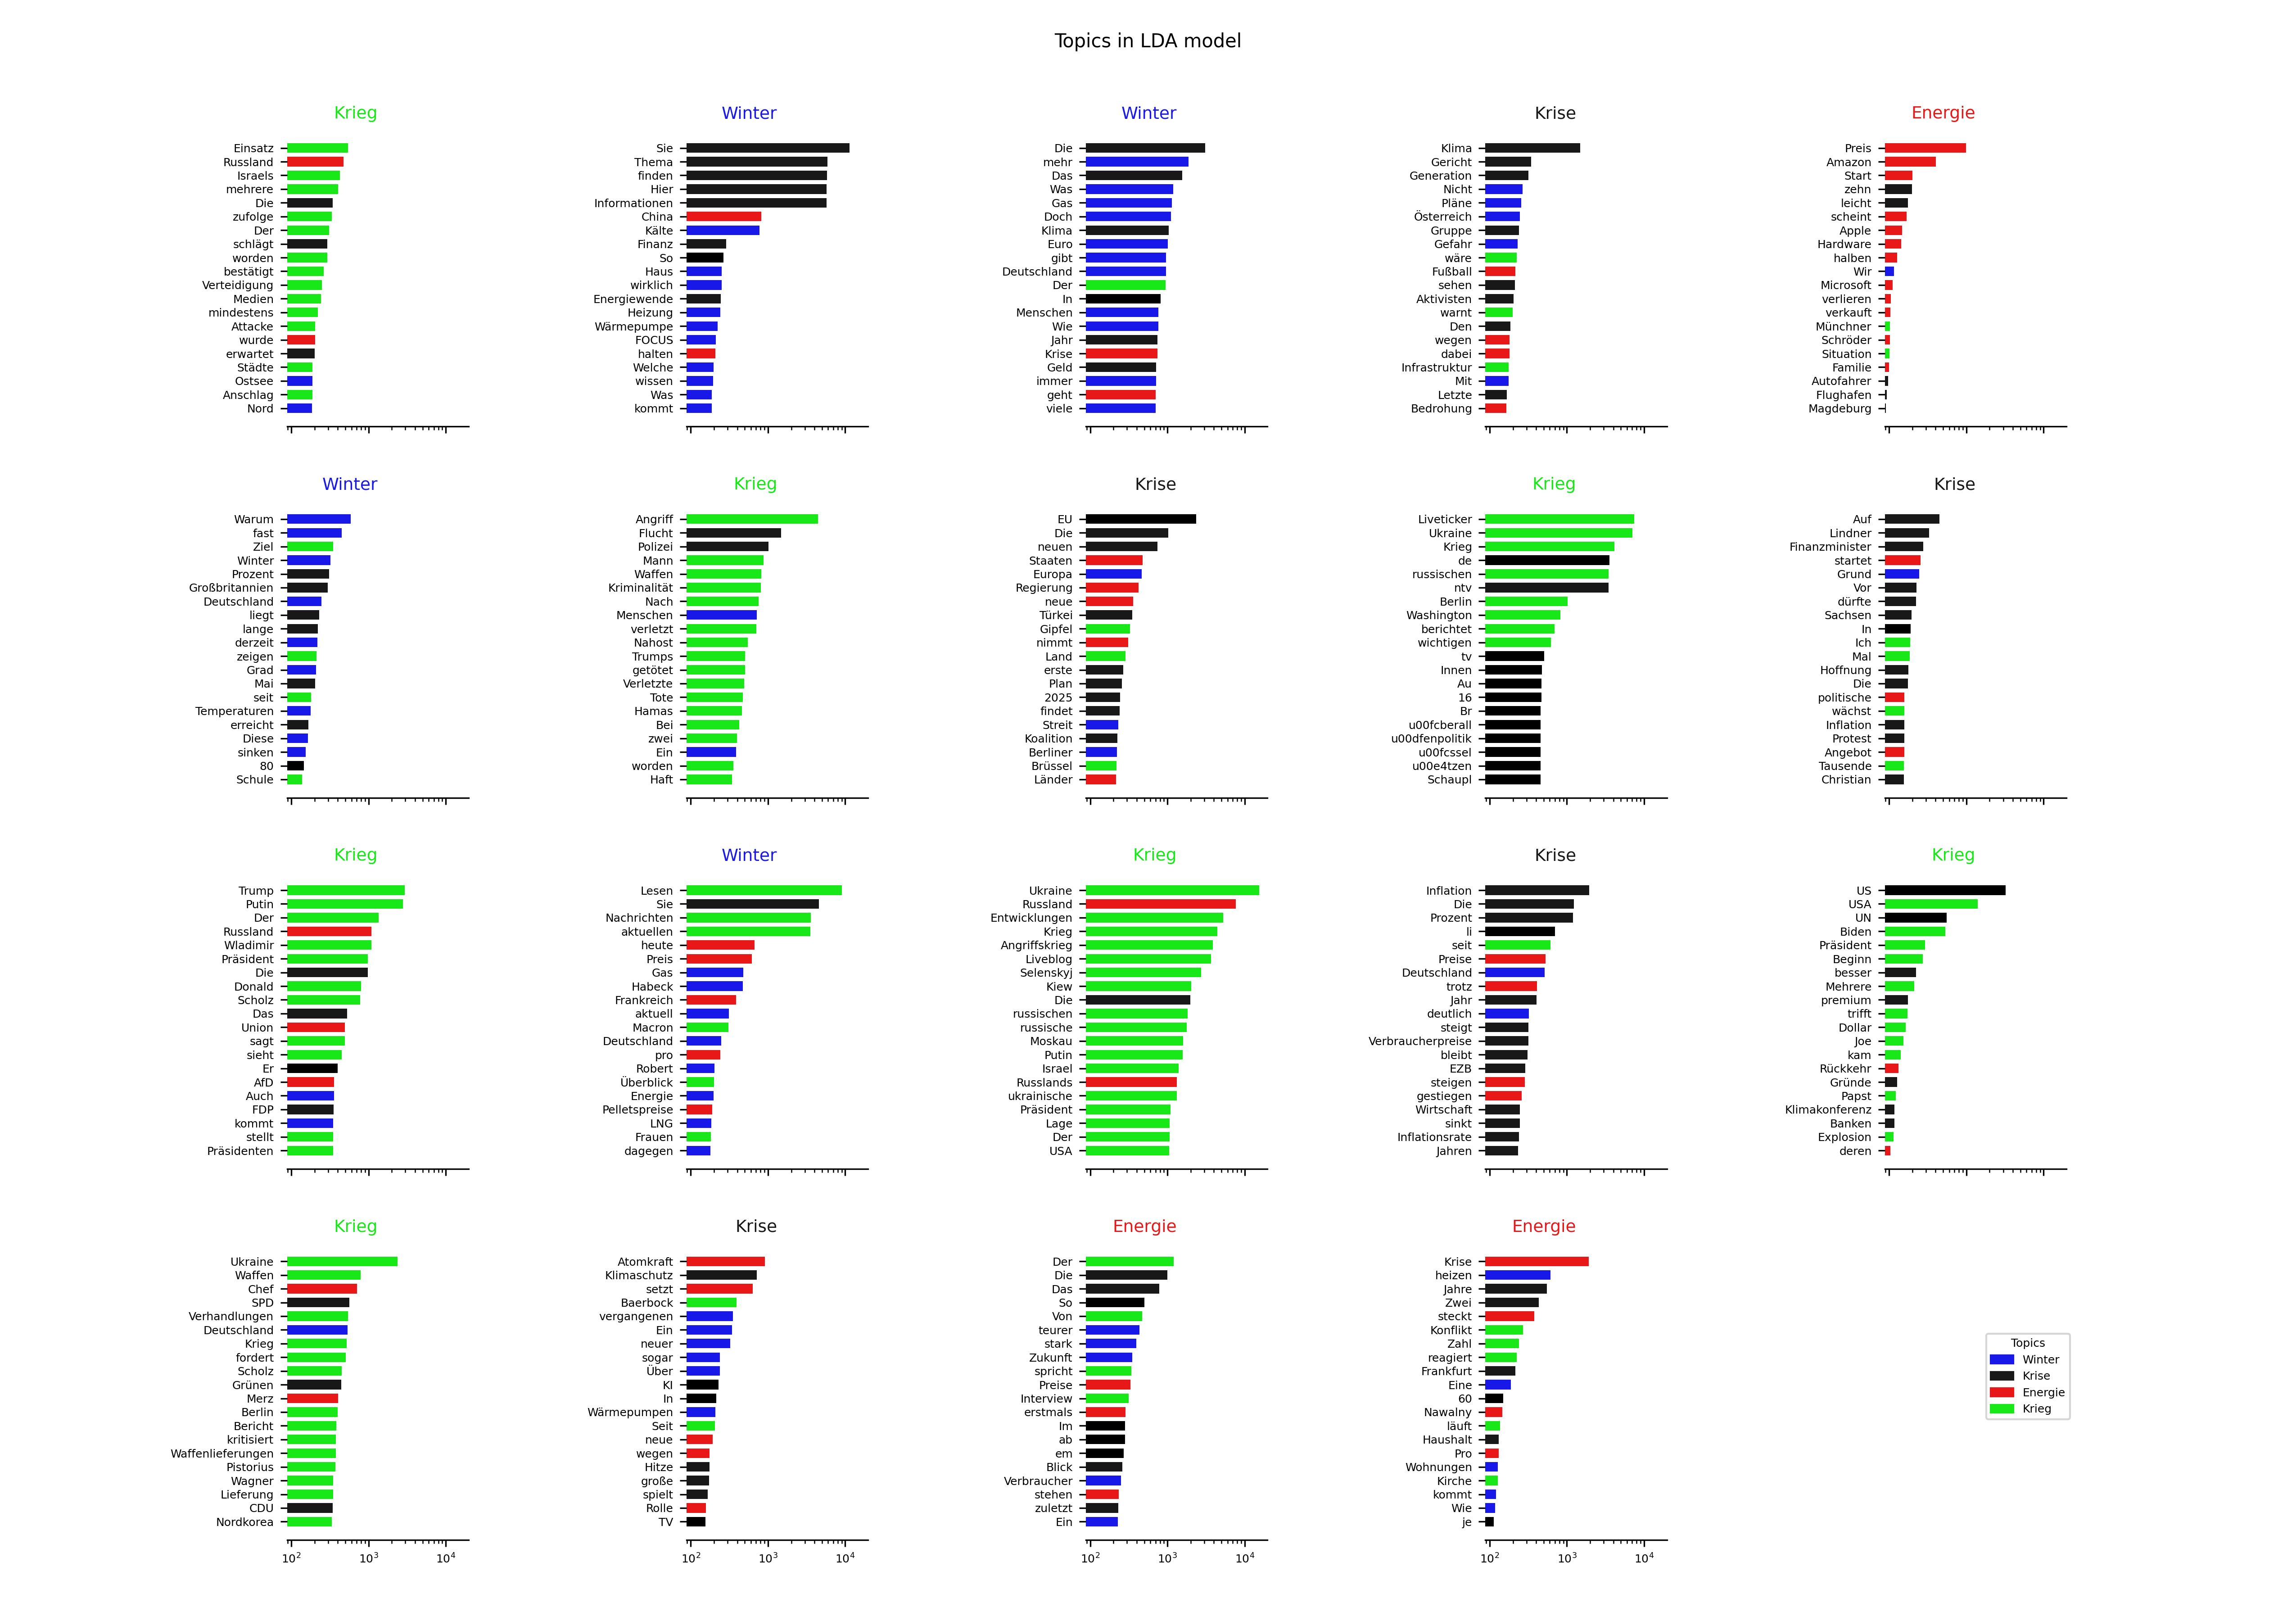 Topics in LDA model
Krieg
Einsatz
Russland
Israels
mehrere
Die
zufolge
Der
schlägt
worden
bestätigt
Verteidigung
Medien
mindestens
Attacke
wurde
erwartet
Städte
Ostsee
Anschlag
Nord
Winter
Sie
Thema
finden
Hier
Informationen
China
Kälte
Finanz
So
Haus
wirklich
Energiewende
Heizung
Wärmepumpe
FOCUS
halten
Welche
wissen
Was
kommt
Winter
Die
mehr
Das
Was
Gas
Doch
Klima
Euro
gibt
Deutschland
Der
In
Menschen
Wie
Jahr
Krise
Geld
immer
geht
viele
Krise
Klima
Gericht
Generation
Nicht
Pläne
Österreich
Gruppe
Gefahr
wäre
Fußball
sehen
Aktivisten
warnt
Den
wegen
dabei
Infrastruktur
Mit
Letzte
Bedrohung
Energie
Preis
Amazon
Start
zehn
leicht
scheint
Apple
Hardware
halben
Wir
Microsoft
verlieren
verkauft
Münchner
Schröder
Situation
Familie
Autofahrer
Flughafen
Magdeburg
Winter
Warum
fast
Ziel
Winter
Prozent
Großbritannien
Deutschland
liegt
lange
derzeit
zeigen
Grad
Mai
seit
Temperaturen
erreicht
Diese
sinken
80
Schule
Krieg
Angriff
Flucht
Polizei
Mann
Waffen
Kriminalität
Nach
Menschen
verletzt
Nahost
Trumps
getötet
Verletzte
Tote
Hamas
Bei
zwei
Ein
worden
Haft
Krise
EU
Die
neuen
Staaten
Europa
Regierung
neue
Türkei
Gipfel
nimmt
Land
erste
Plan
2025
findet
Streit
Koalition
Berliner
Brüssel
Länder
Krieg
Liveticker
Ukraine
Krieg
de
russischen
ntv
Berlin
Washington
berichtet
wichtigen
tv
Innen
Au
16
Br
u00fcberall
u00dfenpolitik
u00fcssel
u00e4tzen
Schaupl
Krise
Auf
Lindner
Finanzminister
startet
Grund
Vor
dürfte
Sachsen
In
Ich
Mal
Hoffnung
Die
politische
wächst
Inflation
Protest
Angebot
Tausende
Christian
Krieg
Trump
Putin
Der
Russland
Wladimir
Präsident
Die
Donald
Scholz
Das
Union
sagt
sieht
Er
AfD
Auch
FDP
kommt
stellt
Präsidenten
Winter
Lesen
Sie
Nachrichten
aktuellen
heute
Preis
Gas
Habeck
Frankreich
aktuell
Macron
Deutschland
pro
Robert
Überblick
Energie
Pelletspreise
LNG
Frauen
dagegen
Krieg
Ukraine
Russland
Entwicklungen
Krieg
Angriffskrieg
Liveblog
Selenskyj
Kiew
Die
russischen
russische
Moskau
Putin
Israel
Russlands
ukrainische
Präsident
Lage
Der
USA
Krise
Inflation
Die
Prozent
li
seit
Preise
Deutschland
trotz
Jahr
deutlich
steigt
Verbraucherpreise
bleibt
EZB
steigen
gestiegen
Wirtschaft
sinkt
Inflationsrate
Jahren
Krieg
US
USA
UN
Biden
Präsident
Beginn
besser
Mehrere
premium
trifft
Dollar
Joe
kam
Rückkehr
Gründe
Papst
Klimakonferenz
Banken
Explosion
deren
Krieg
Ukraine
Waffen
Chef
SPD
Verhandlungen
Deutschland
Krieg
fordert
Scholz
Grünen
Merz
Berlin
Bericht
kritisiert
Waffenlieferungen
Pistorius
Wagner
Lieferung
CDU
Nordkorea
10² 10³ 10⁴
Krise
Atomkraft
Klimaschutz
setzt
Baerbock
vergangenen
Ein
neuer
sogar
Über
KI
In
Wärmepumpen
Seit
neue
wegen
Hitze
große
spielt
Rolle
TV
10² 10³ 10⁴
Energie
Der
Die
Das
So
Von
teurer
stark
Zukunft
spricht
Preise
Interview
erstmals
Im
ab
em
Blick
Verbraucher
stehen
zuletzt
Ein
10² 10³ 10⁴
Energie
Krise
heizen
Jahre
Zwei
steckt
Konflikt
Zahl
reagiert
Frankfurt
Eine
60
Nawalny
läuft
Haushalt
Pro
Wohnungen
Kirche
kommt
Wie
je
10² 10³ 10⁴
Topics
Winter
Krise
Energie
Krieg